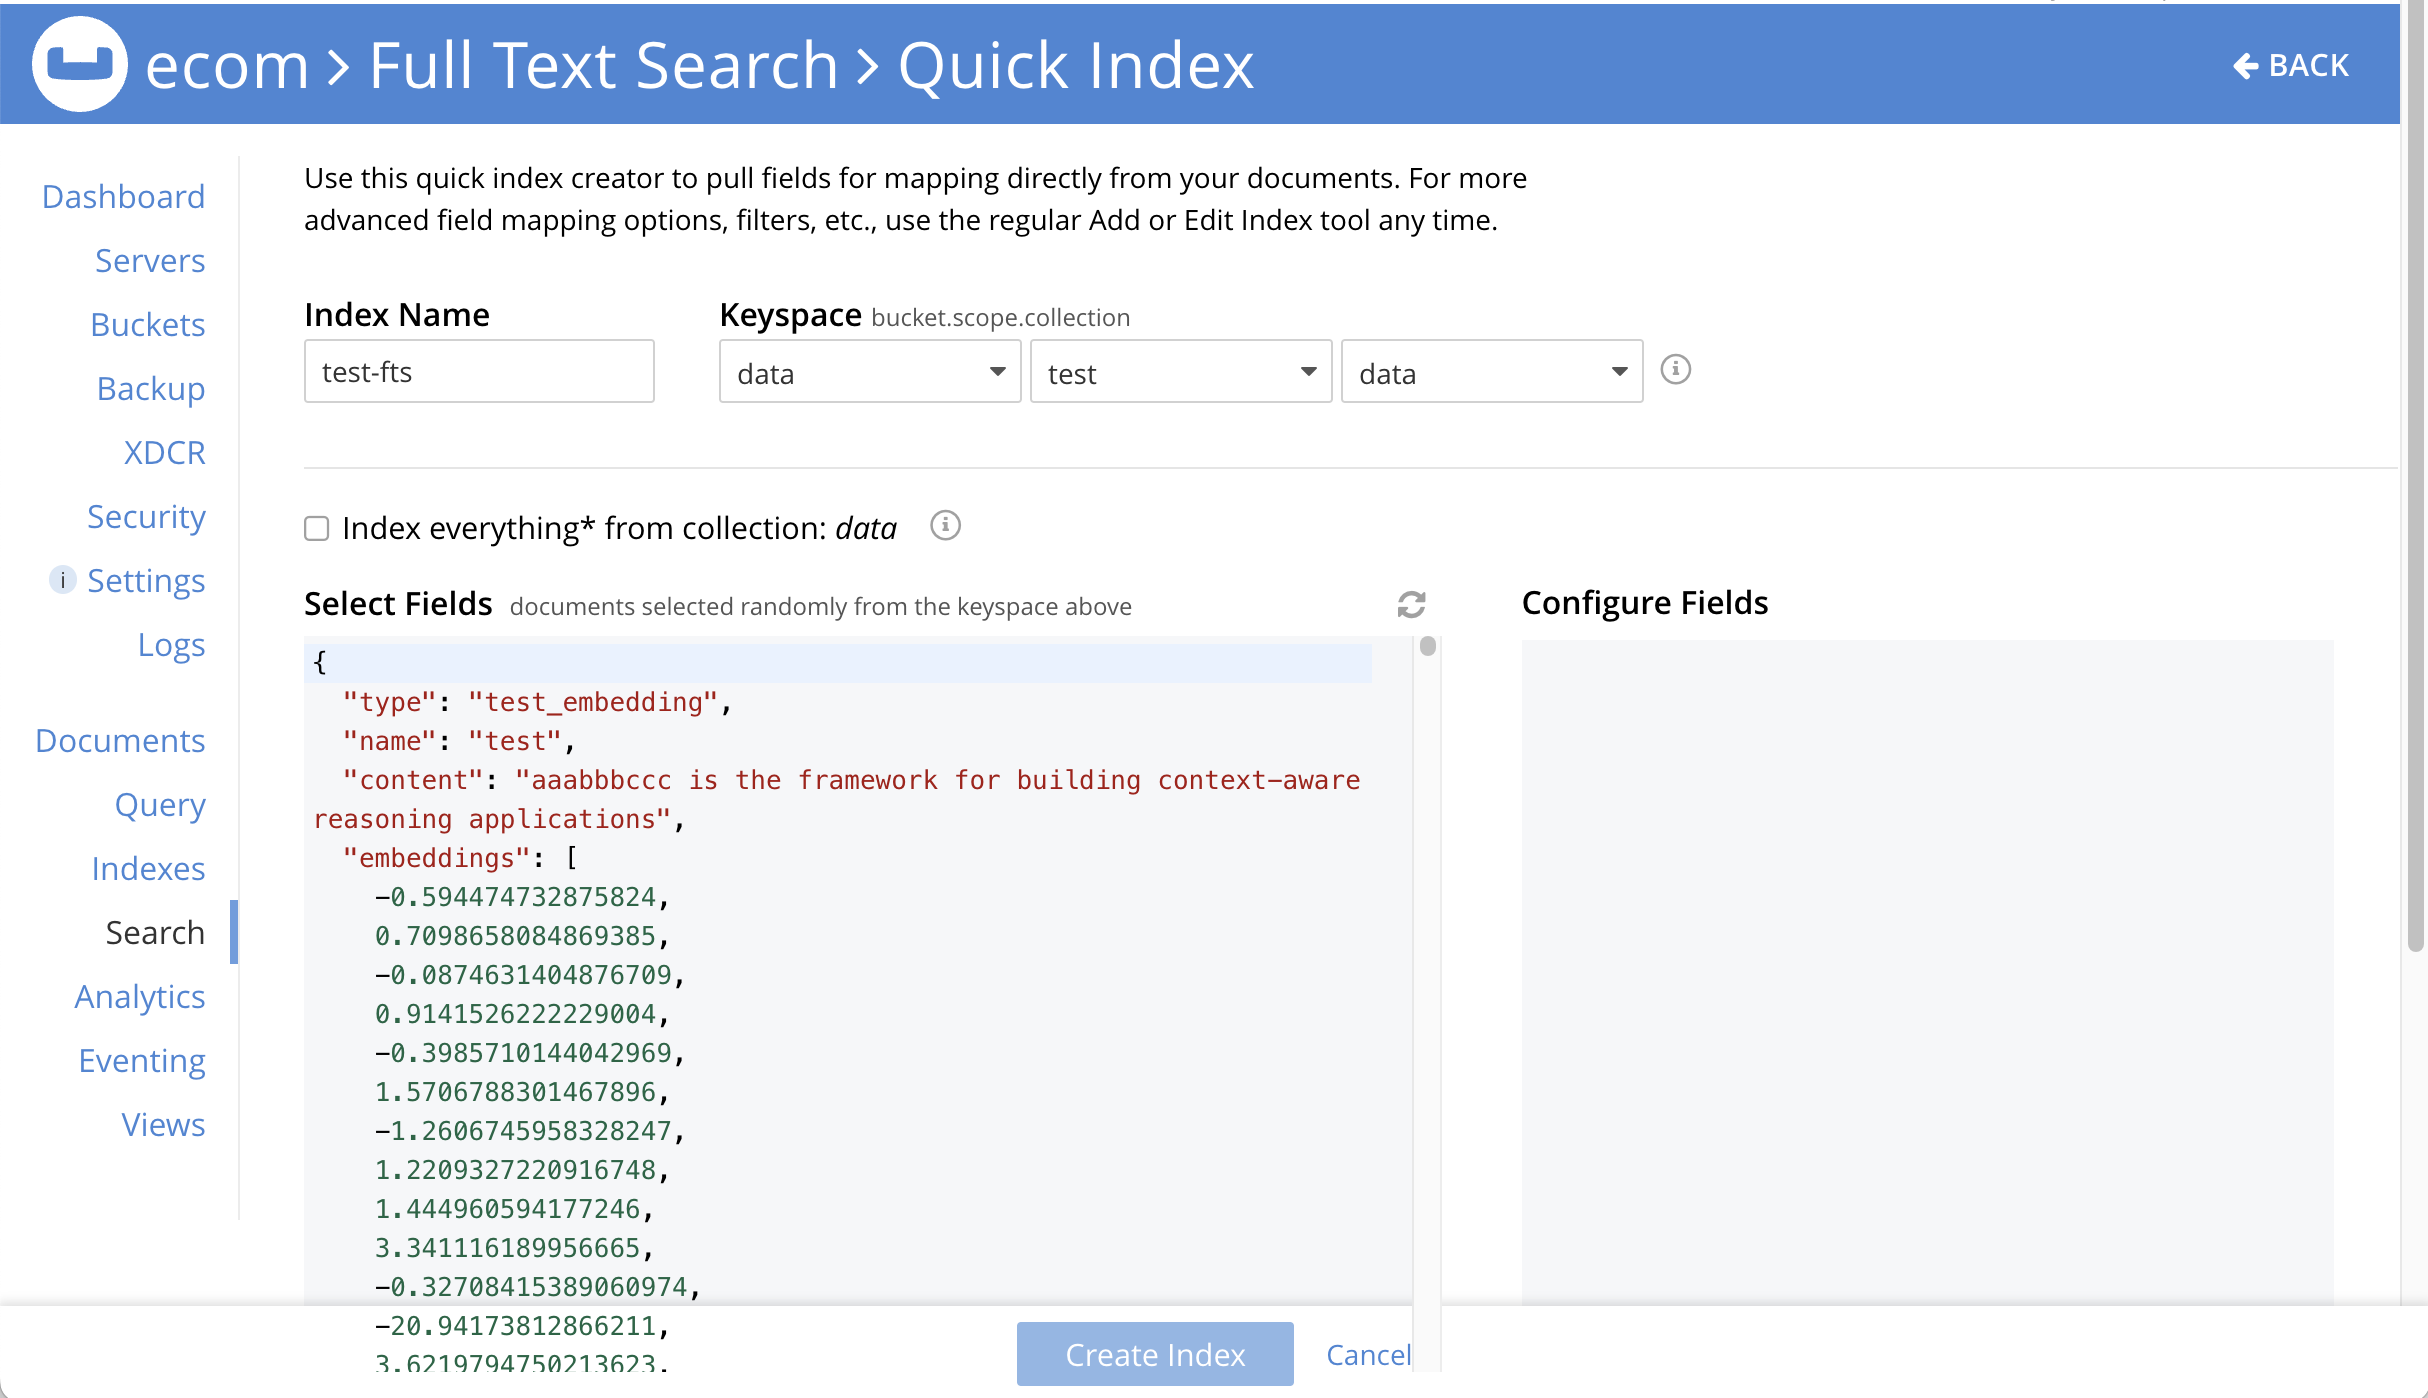 ecom > Full Text Search > Quick Index
BACK
Dashboard
Servers
Buckets
Backup
XDCR
Security
i Settings
Logs
Documents
Query
Indexes
Search
Analytics
Eventing
Views
Use this quick index creator to pull fields for mapping directly from your documents. For more
advanced field mapping options, filters, etc., use the regular Add or Edit Index tool any time.
Index Name
test-fts
Keyspace bucket.scope.collection
data
test
data
i
Index everything* from collection: data i
Select Fields documents selected randomly from the keyspace above
{
"type": "test_embedding",
"name": "test",
"content": "aaabbbccc is the framework for building context-aware
reasoning applications",
"embeddings": [
-0.594474732875824,
0.7098658084869385,
-0.0874631404876709,
0.9141526222229004,
-0.3985710144042969,
1.5706788301467896,
-1.2606745958328247,
1.2209327220916748,
1.444960594177246,
3.341116189956665,
-0.32708415389060974,
-20.94173812866211,
3.6219794750213623,
Configure Fields
Create Index
Cancel